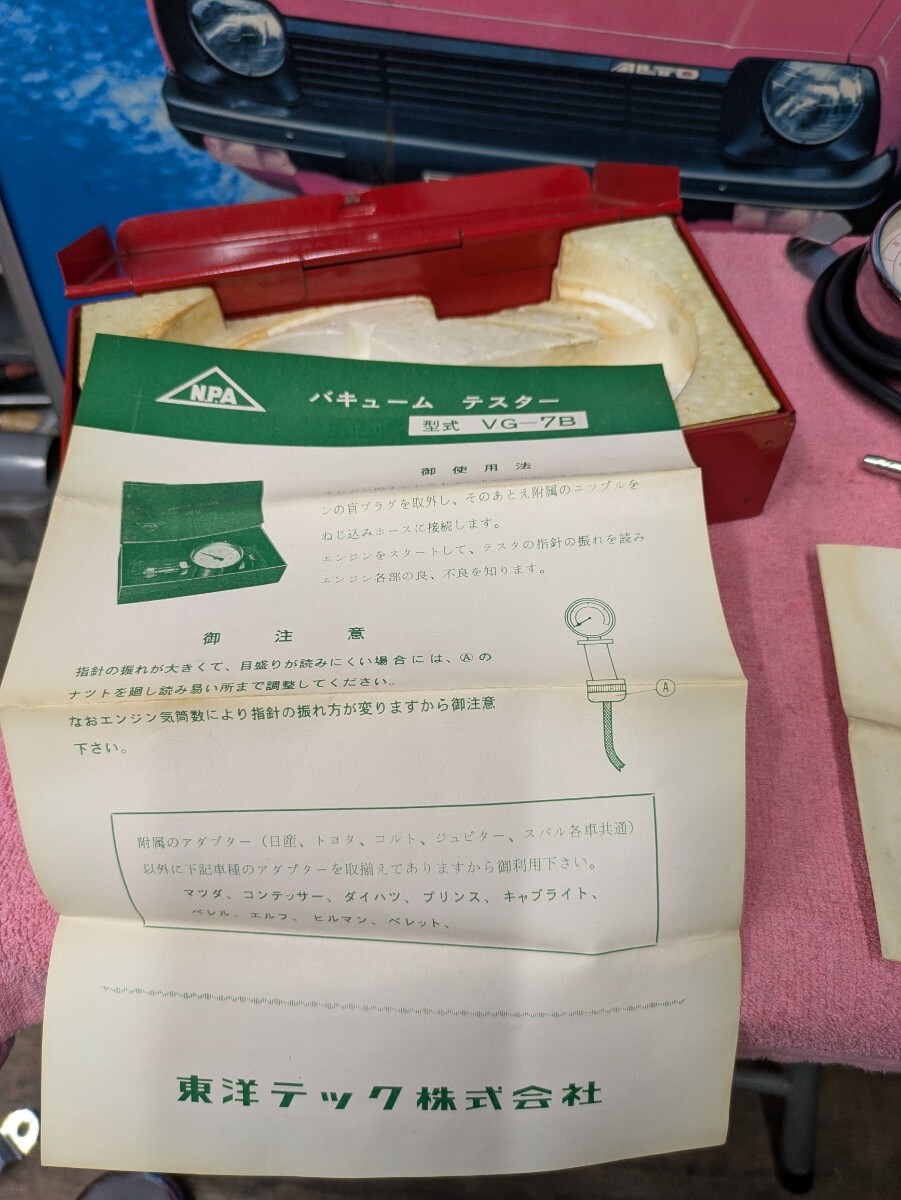 ALTO
N.P.A
バキューム テスター
型式 VG-7B
御使用法
ンの盲プラグを取外し、そのあとえ附属のニップルを
ねじ込みホースに接続します。
エンジンをスタートして、テスタの指針の振れを読み
エンジン各部の良、不良を知ります。
御注意
指針の振れが大きくて、目盛りが読みにくい場合には、Ⓐの
ナットを廻し読み易い所まで調整してください。
なおエンジン気筒数により指針の振れ方が変りますから御注意
下さい。
Ⓐ
附属のアダプター(日産、トヨタ、コルト、ジュピター、スバル各車共通)
以外に下記車種のアダプターを取揃えてありますから御利用下さい。
マツダ、コンテッサー、ダイハツ、プリンス、キャブライト、
ベレル、エルフ、ヒルマン、ベレット、
東洋テック株式会社